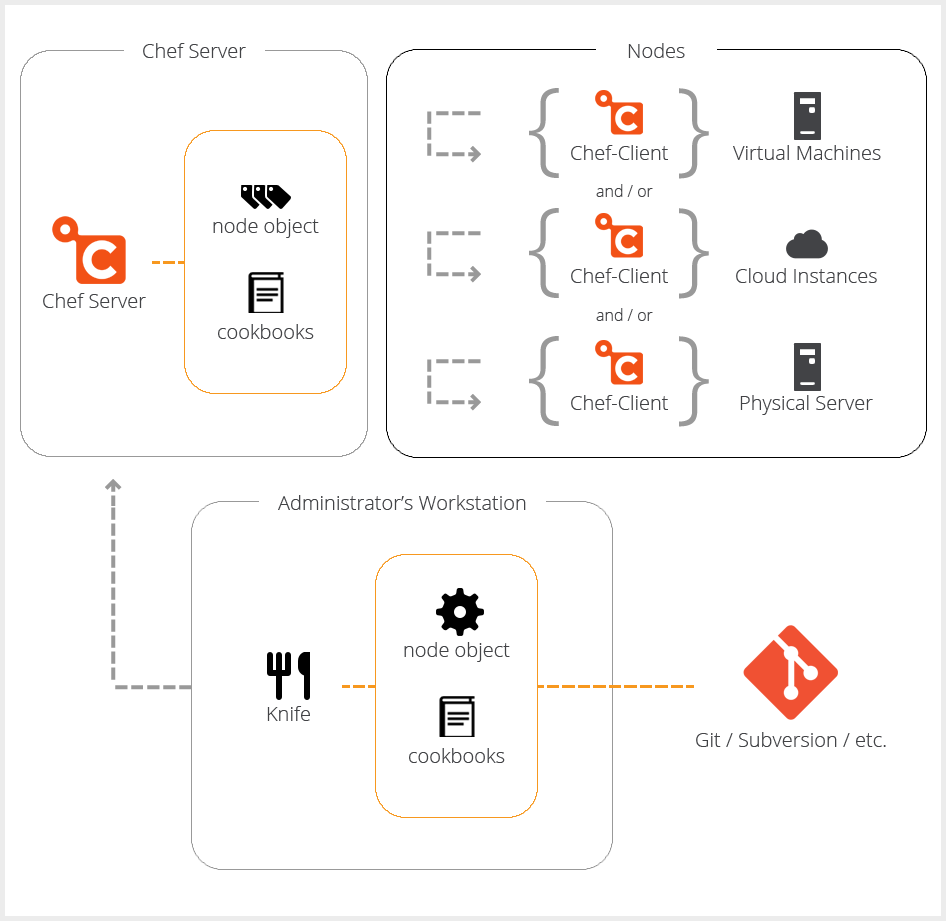 Chef Server
node object
Chef Server
cookbooks
Nodes
Chef-Client
Virtual Machines
and / or
Chef-Client
Cloud Instances
and / or
Chef-Client
Physical Server
Administrator’s Workstation
node object
Knife
cookbooks
Git / Subversion / etc.